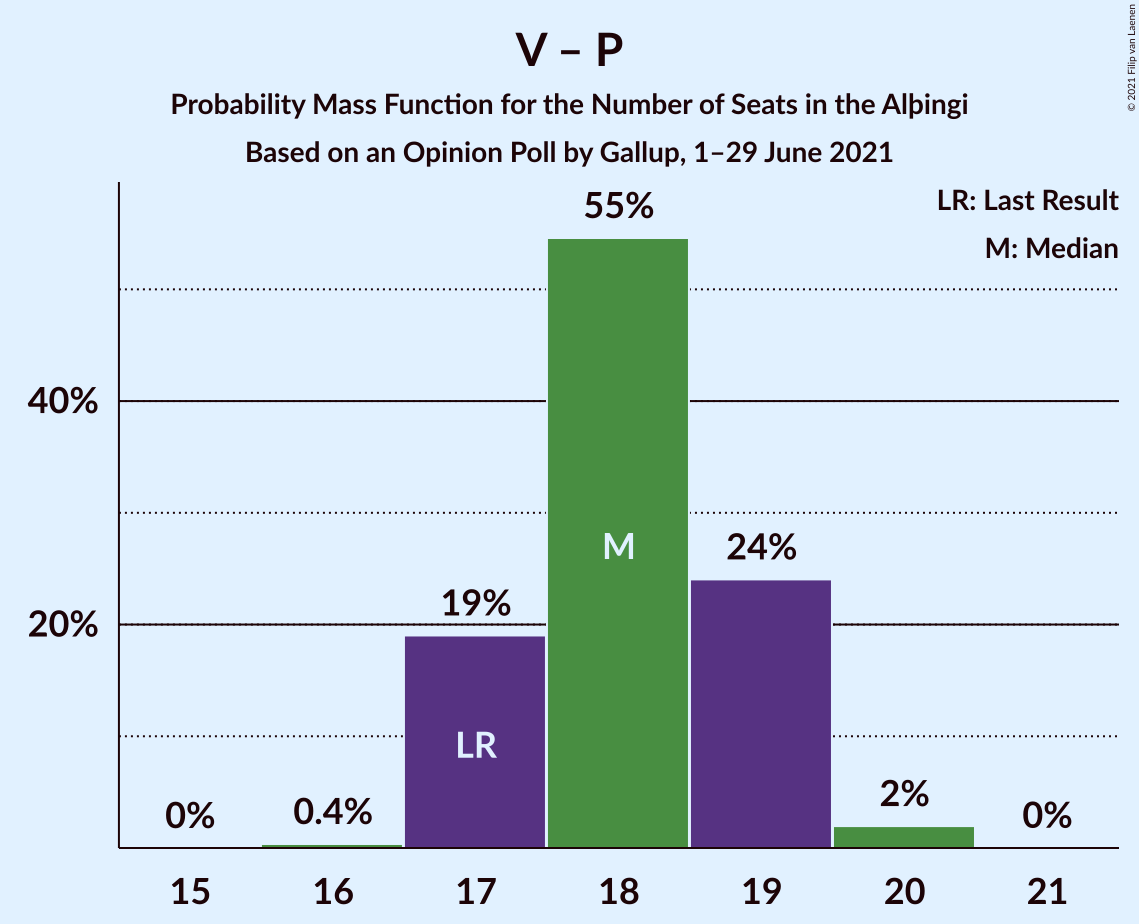 V – P
Probability Mass Function for the Number of Seats in the Alþingi
Based on an Opinion Poll by Gallup, 1–29 June 2021
© 2021 Filip van Laenen
LR: Last Result
M: Median
55%
40%
M
24%
19%
20%
LR
2%
0.4%
0%
0%
15 16 17 18 19 20 21